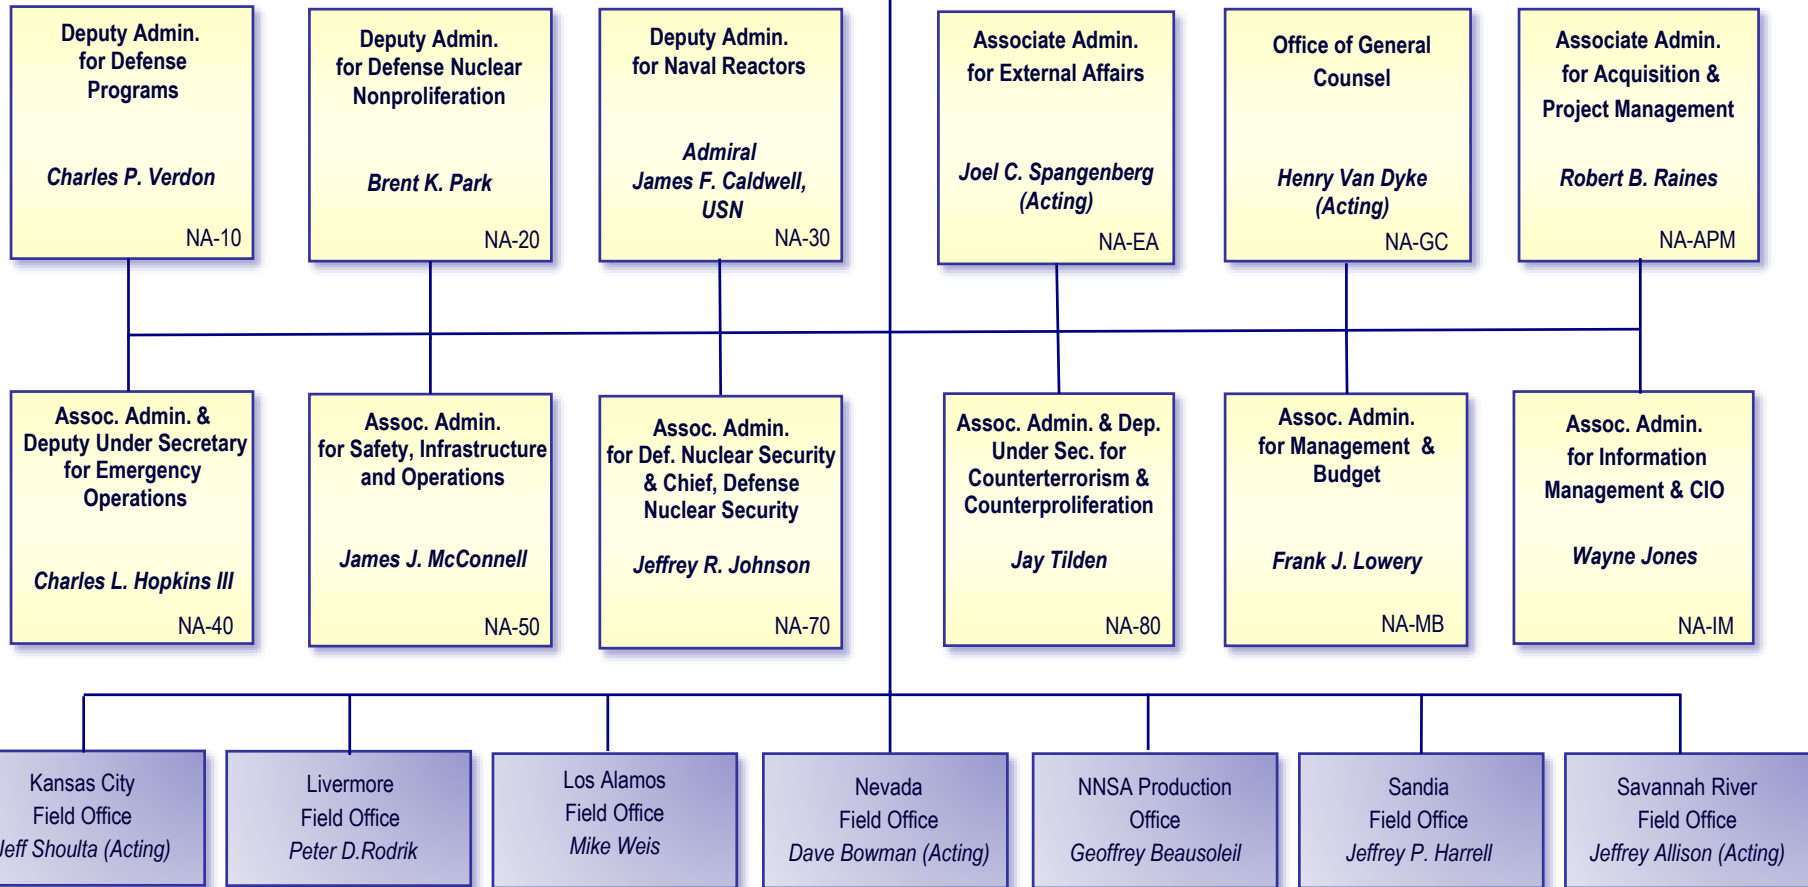 Deputy Admin.
for Defense
Programs
Charles P. Verdon
NA-10
Deputy Admin.
for Defense Nuclear
Nonproliferation
Brent K. Park
NA-20
Deputy Admin.
for Naval Reactors
Admiral
James F. Caldwell,
USN
NA-30
Associate Admin.
for External Affairs
Joel C. Spangenberg
(Acting)
NA-EA
Office of General
Counsel
Henry Van Dyke
(Acting)
NA-GC
Associate Admin.
for Acquisition &
Project Management
Robert B. Raines
NA-APM
Assoc. Admin. &
Deputy Under Secretary
for Emergency
Operations
Charles L. Hopkins III
NA-40
Assoc. Admin.
for Safety, Infrastructure
and Operations
James J. McConnell
NA-50
Assoc. Admin.
for Def. Nuclear Security
& Chief, Defense
Nuclear Security
Jeffrey R. Johnson
NA-70
Assoc. Admin. & Dep.
Under Sec. for
Counterterrorism &
Counterproliferation
Jay Tilden
NA-80
Assoc. Admin.
for Management &
Budget
Frank J. Lowery
NA-MB
Assoc. Admin.
for Information
Management & CIO
Wayne Jones
NA-IM
Kansas City
Field Office
Jeff Shoulta (Acting)
Livermore
Field Office
Peter D.Rodrik
Los Alamos
Field Office
Mike Weis
Nevada
Field Office
Dave Bowman (Acting)
NNSA Production
Office
Geoffrey Beausoleil
Sandia
Field Office
Jeffrey P. Harrell
Savannah River
Field Office
Jeffrey Allison (Acting)